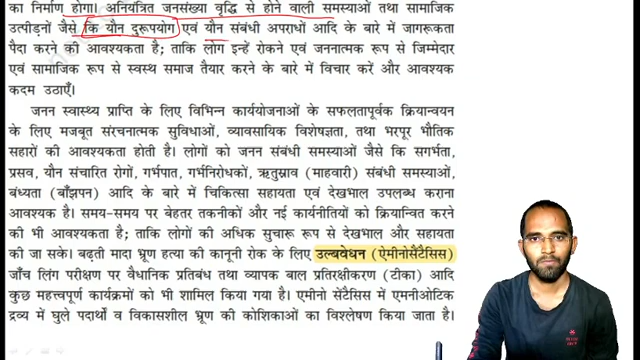 का निर्माण होगा। अनियंत्रित जनसंख्या वृद्धि से होने वाली समस्याओं तथा सामाजिक
उत्पीड़नों जैसे कि यौन दुरूपयोग एवं यौन संबंधी अपराधों आदि के बारे में जागरूकता
पैदा करने की आवश्यकता है; ताकि लोग इन्हें रोकने एवं जननात्मक रूप से जिम्मेदार
एवं सामाजिक रूप से स्वस्थ समाज तैयार करने के बारे में विचार करें और आवश्यक
कदम उठाएँ।
जनन स्वास्थ्य प्राप्ति के लिए विभिन्न कार्ययोजनाओं के सफलतापूर्वक क्रियान्वयन
के लिए मजबूत संरचनात्मक सुविधाओं, व्यावसायिक विशेषज्ञता, तथा भरपूर भौतिक
सहारों की आवश्यकता होती है। लोगों को जनन संबंधी समस्याओं जैसे कि सगर्भता,
प्रसव, यौन संचारित रोगों, गर्भपात, गर्भनिरोधकों, ऋतुस्राव (माहवारी) संबंधी समस्याओं,
बंध्यता (बाँझपन) आदि के बारे में चिकित्सा सहायता एवं देखभाल उपलब्ध कराना
आवश्यक है। समय-समय पर बेहतर तकनीकों और नई कार्यनीतियों को क्रियान्वित करने
की भी आवश्यकता है; ताकि लोगों की अधिक सुचारू रूप से देखभाल और सहायता
की जा सके। बढ़ती मादा भ्रूण हत्या की कानूनी रोक के लिए उल्बवेधन (ऐमीनोसैंटेसिस)
जाँच लिंग परीक्षण पर वैधानिक प्रतिबंध तथा व्यापक बाल प्रतिरक्षीकरण (टीका) आदि
कुछ महत्त्वपूर्ण कार्यक्रमों को भी शामिल किया गया है। एमीनो सेंटैसिस में एमनीओटिक
द्रव्य में घुले पदार्थों व विकासशील भ्रूण की कोशिकाओं का विश्लेषण किया जाता है।